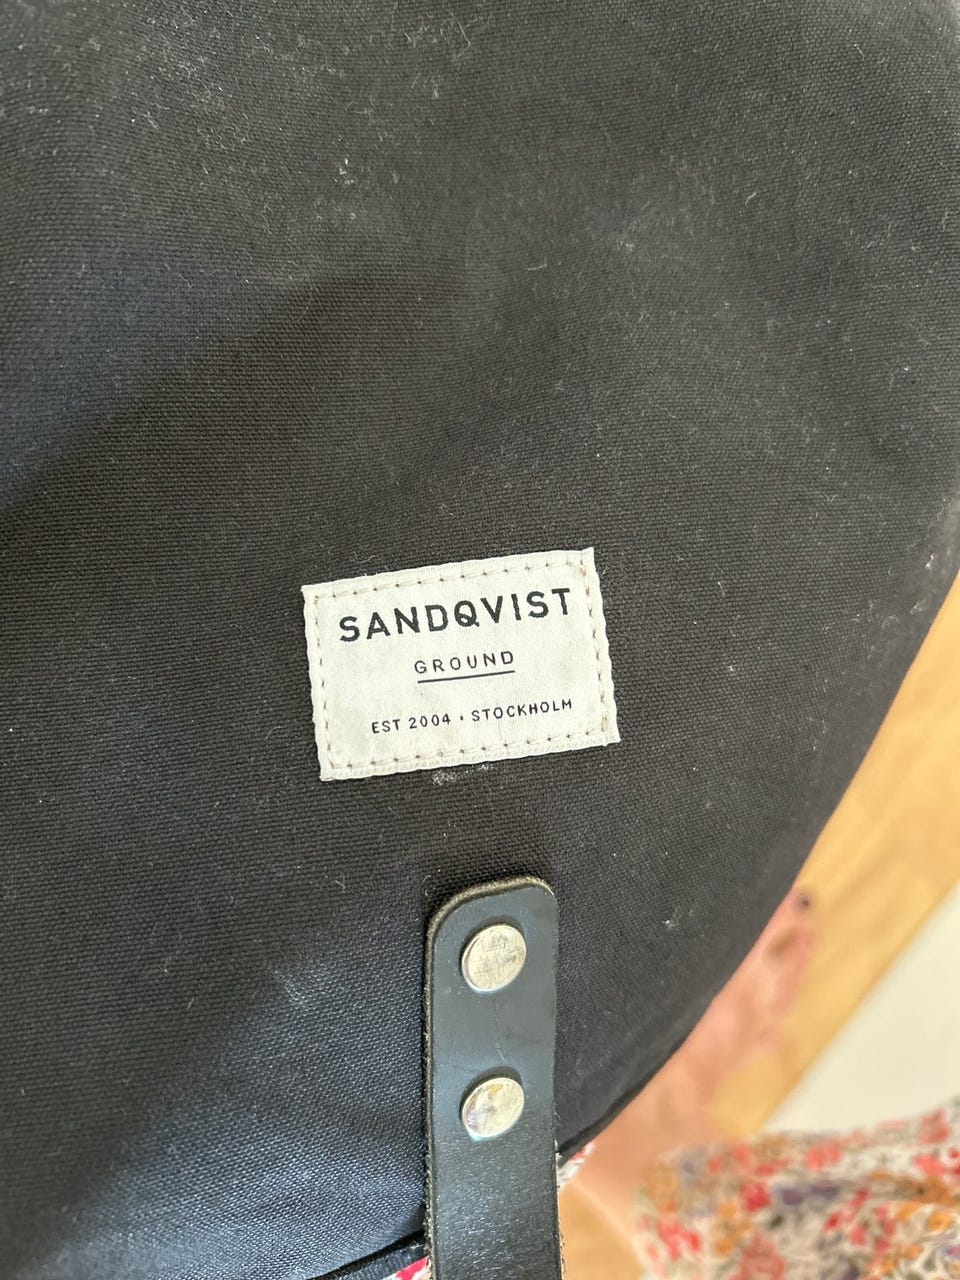 SANDQVIST
GROUND
EST 2004 • STOCKHOLM